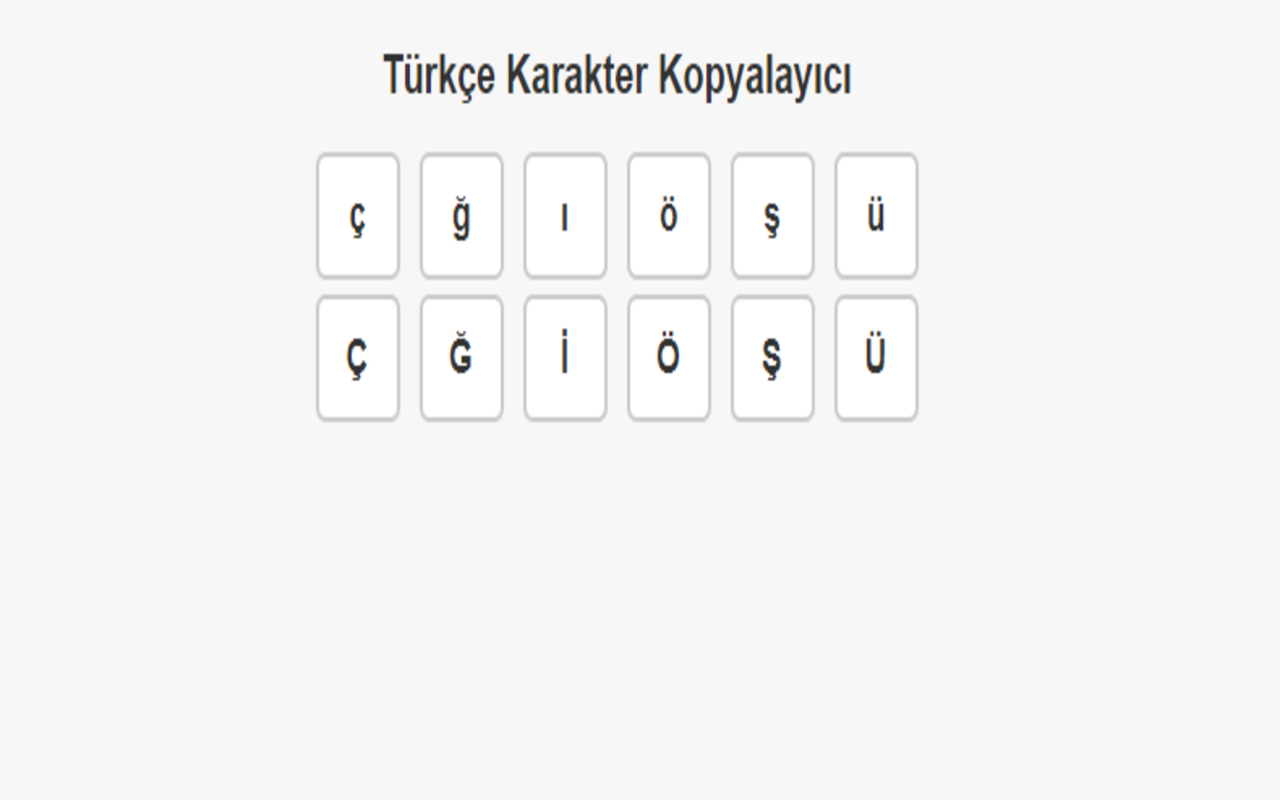 Türkçe Karakter Kopyalayıcı
ç ğ ı ö ş ü
Ç Ğ İ Ö Ş Ü